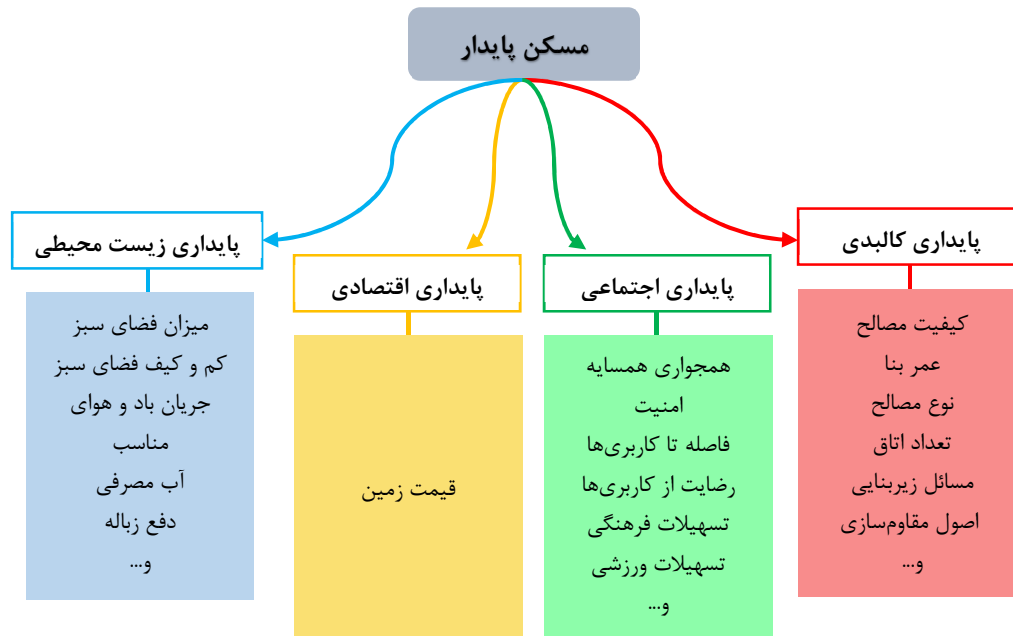 مسکن پایدار
پایداری کالبدی
کیفیت مصالح
عمر بنا
نوع مصالح
تعداد اتاق
مسائل زیربنایی
اصول مقاوم‌سازی
و...
پایداری اجتماعی
همجواری همسایه
امنیت
فاصله تا کاربری‌ها
رضایت از کاربری‌ها
تسهیلات فرهنگی
تسهیلات ورزشی
و...
پایداری اقتصادی
قیمت زمین
پایداری زیست محیطی
میزان فضای سبز
کم و کیف فضای سبز
جریان باد و هوای
مناسب
آب مصرفی
دفع زباله
و...